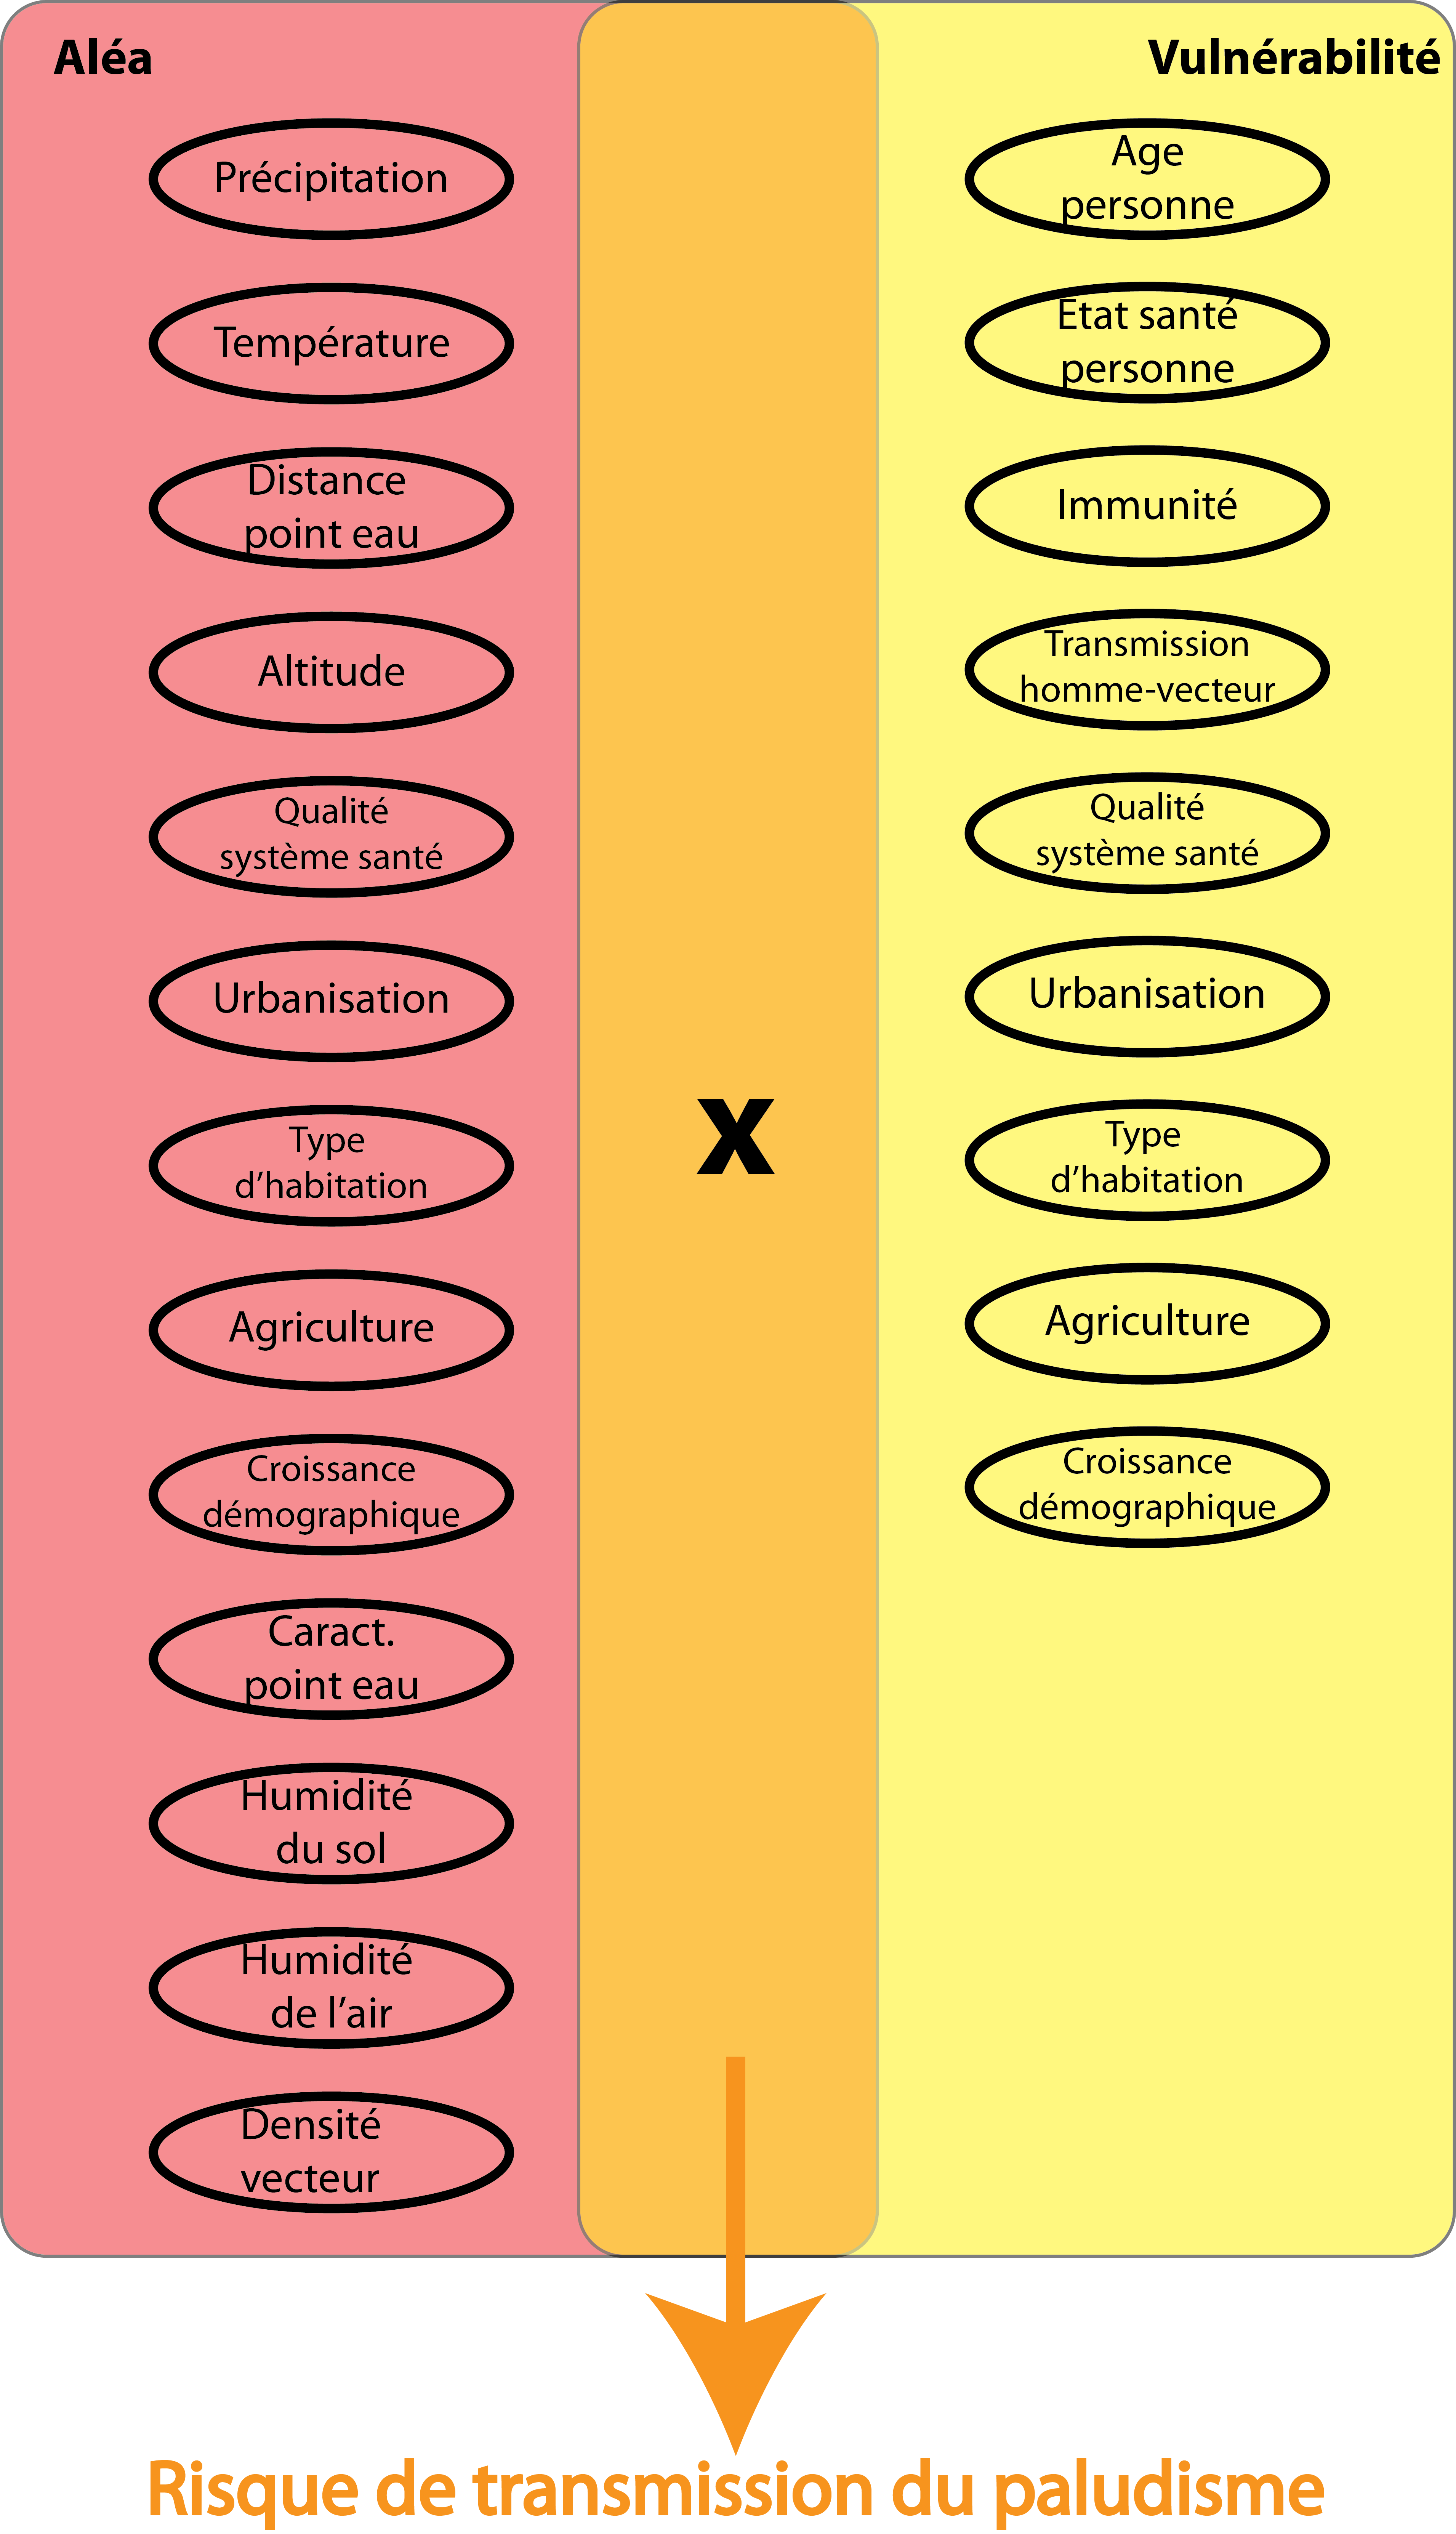 Aléa
Précipitation
Température
Distance
point eau
Altitude
Qualité
système santé
Urbanisation
Type
d’habitation
Agriculture
Croissance
démographique
Caract.
point eau
Humidité
du sol
Humidité
de l’air
Densité
vecteur
X
Vulnérabilité
Age
personne
Etat santé
personne
Immunité
Transmission
homme-vecteur
Qualité
système santé
Urbanisation
Type
d’habitation
Agriculture
Croissance
démographique
Risque de transmission du paludisme